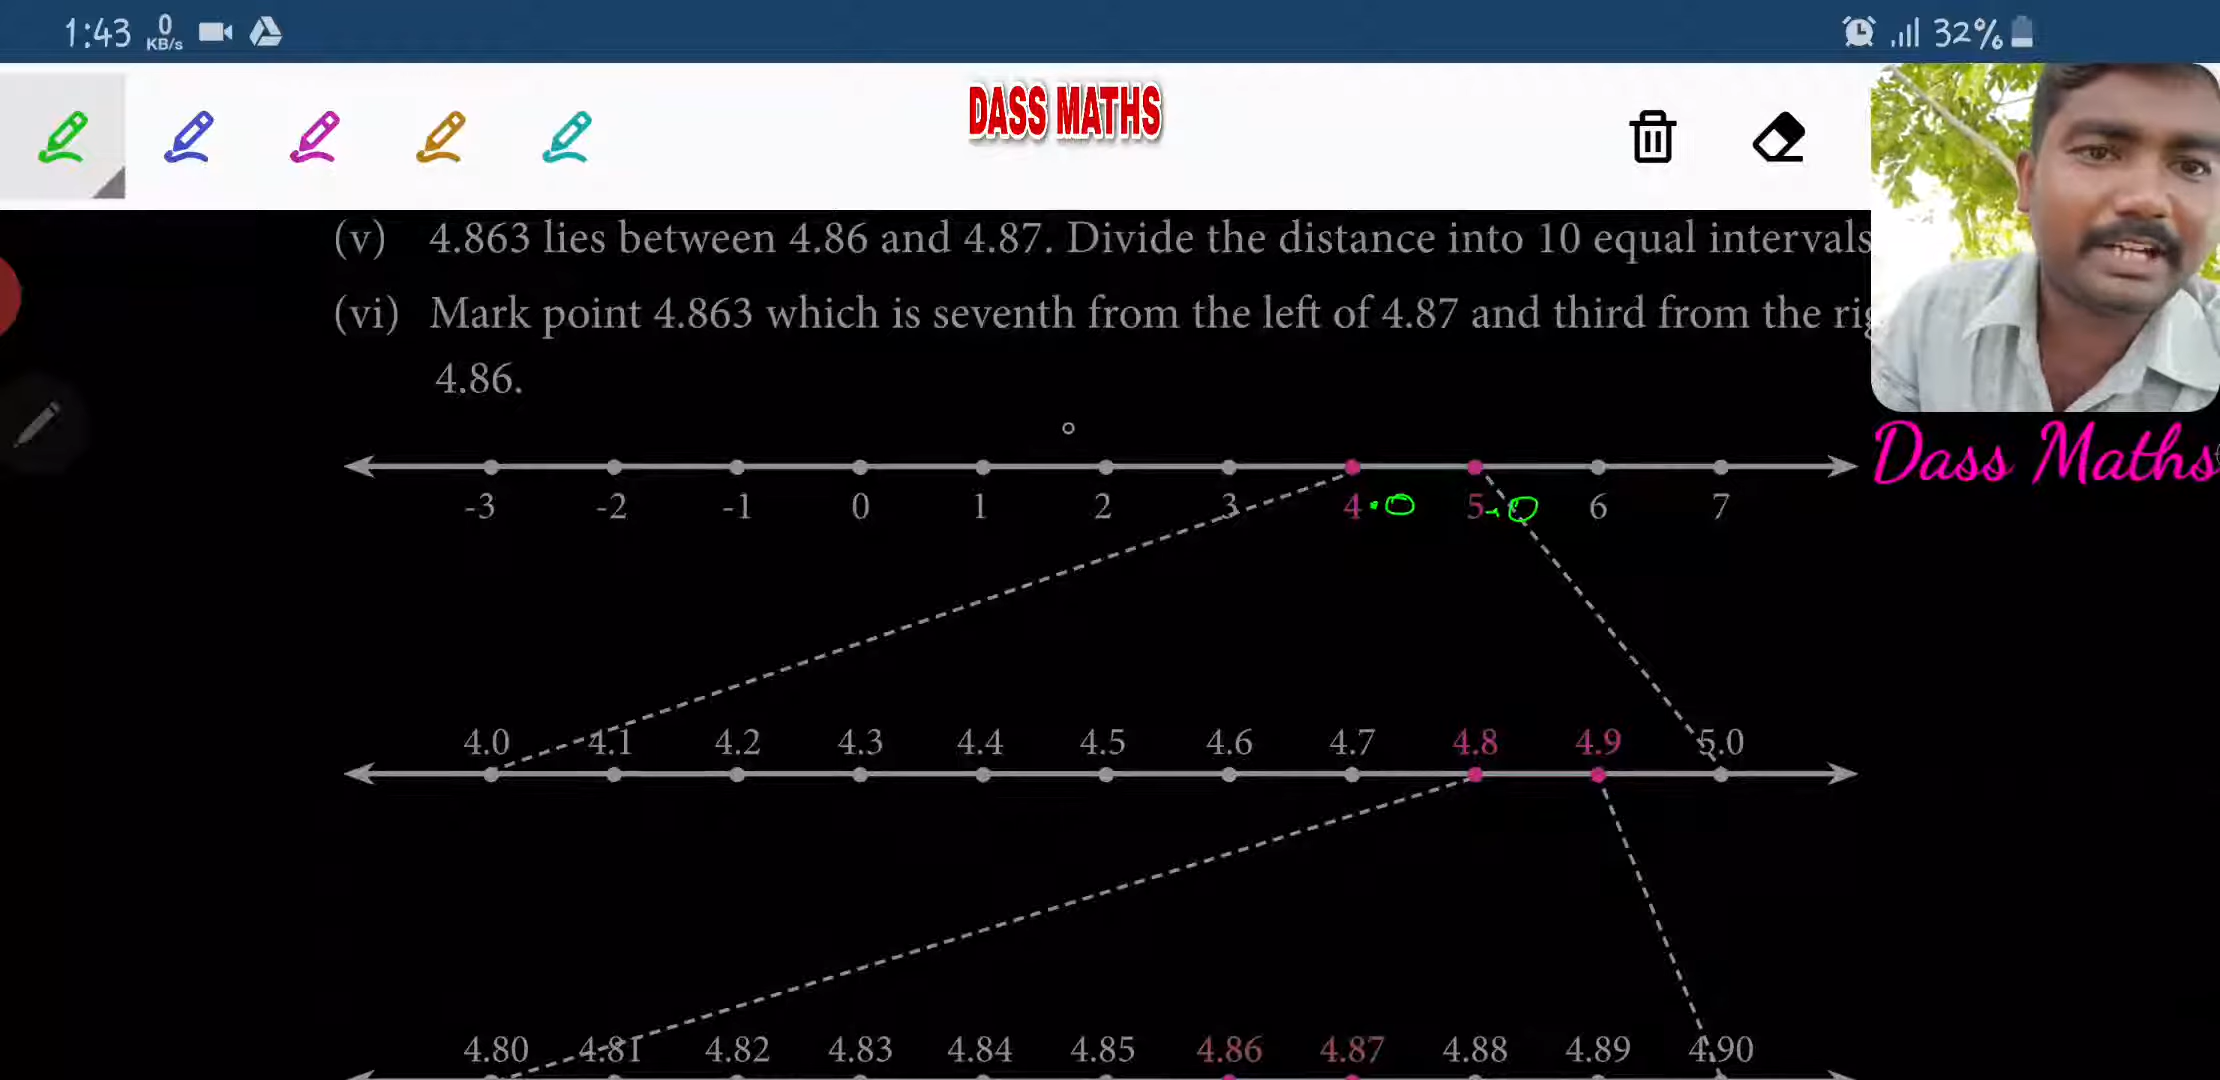 1:43 0 KB/s 32%
DASS MATHS
(v) 4.863 lies between 4.86 and 4.87. Divide the distance into 10 equal intervals
(vi) Mark point 4.863 which is seventh from the left of 4.87 and third from the
4.86.
Dass Maths
-3 -2 -1 0 1 2 3 4.0 5.0 6 7
4.0 4.1 4.2 4.3 4.4 4.5 4.6 4.7 4.8 4.9 5.0
4.80 4.81 4.82 4.83 4.84 4.85 4.86 4.87 4.88 4.89 4.90